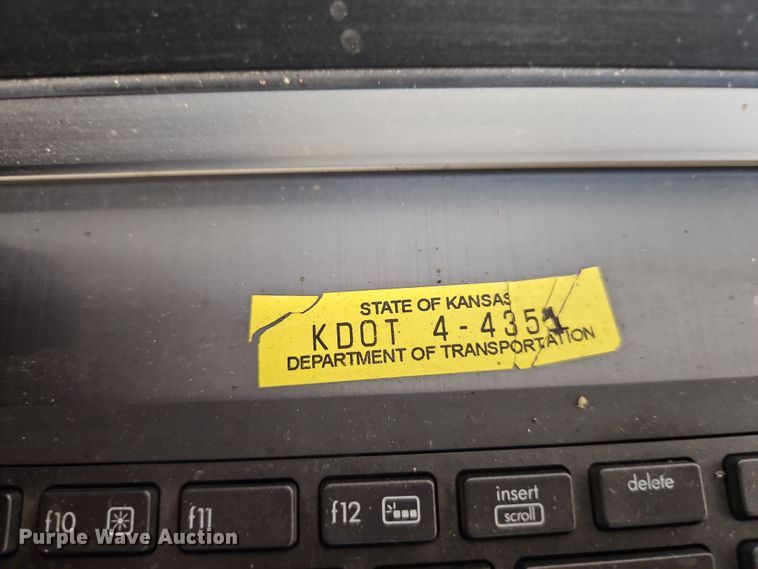 STATE OF KANSAS
KDOT 4-4351
DEPARTMENT OF TRANSPORTATION
f10
f11
f12
insert
scroll
delete
Purple Wave Auction